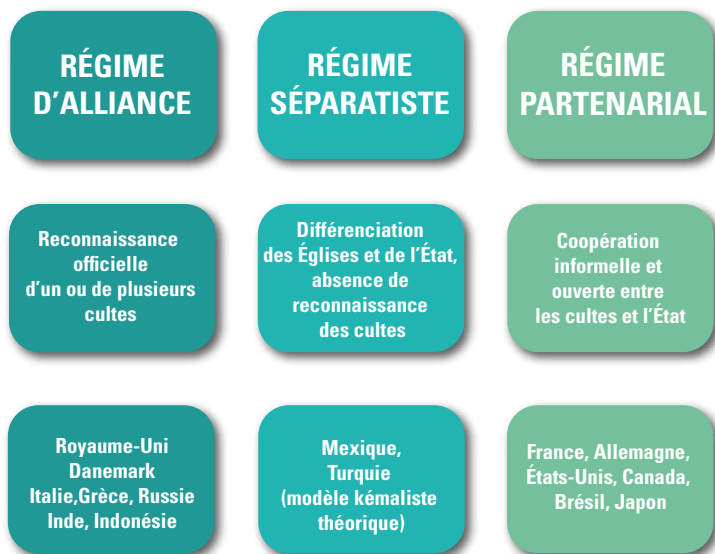 RÉGIME
D'ALLIANCE
RÉGIME
SÉPARATISTE
RÉGIME
PARTENARIAL
Reconnaissance
officielle
d'un ou de plusieurs
cultes
Différenciation
des Églises et de l'État,
absence de
reconnaissance
des cultes
Coopération
informelle et
ouverte entre
les cultes et l'État
Royaume-Uni
Danemark
Italie,Grèce, Russie
Inde, Indonésie
Mexique,
Turquie
(modèle kémaliste
théorique)
France, Allemagne,
États-Unis, Canada,
Brésil, Japon